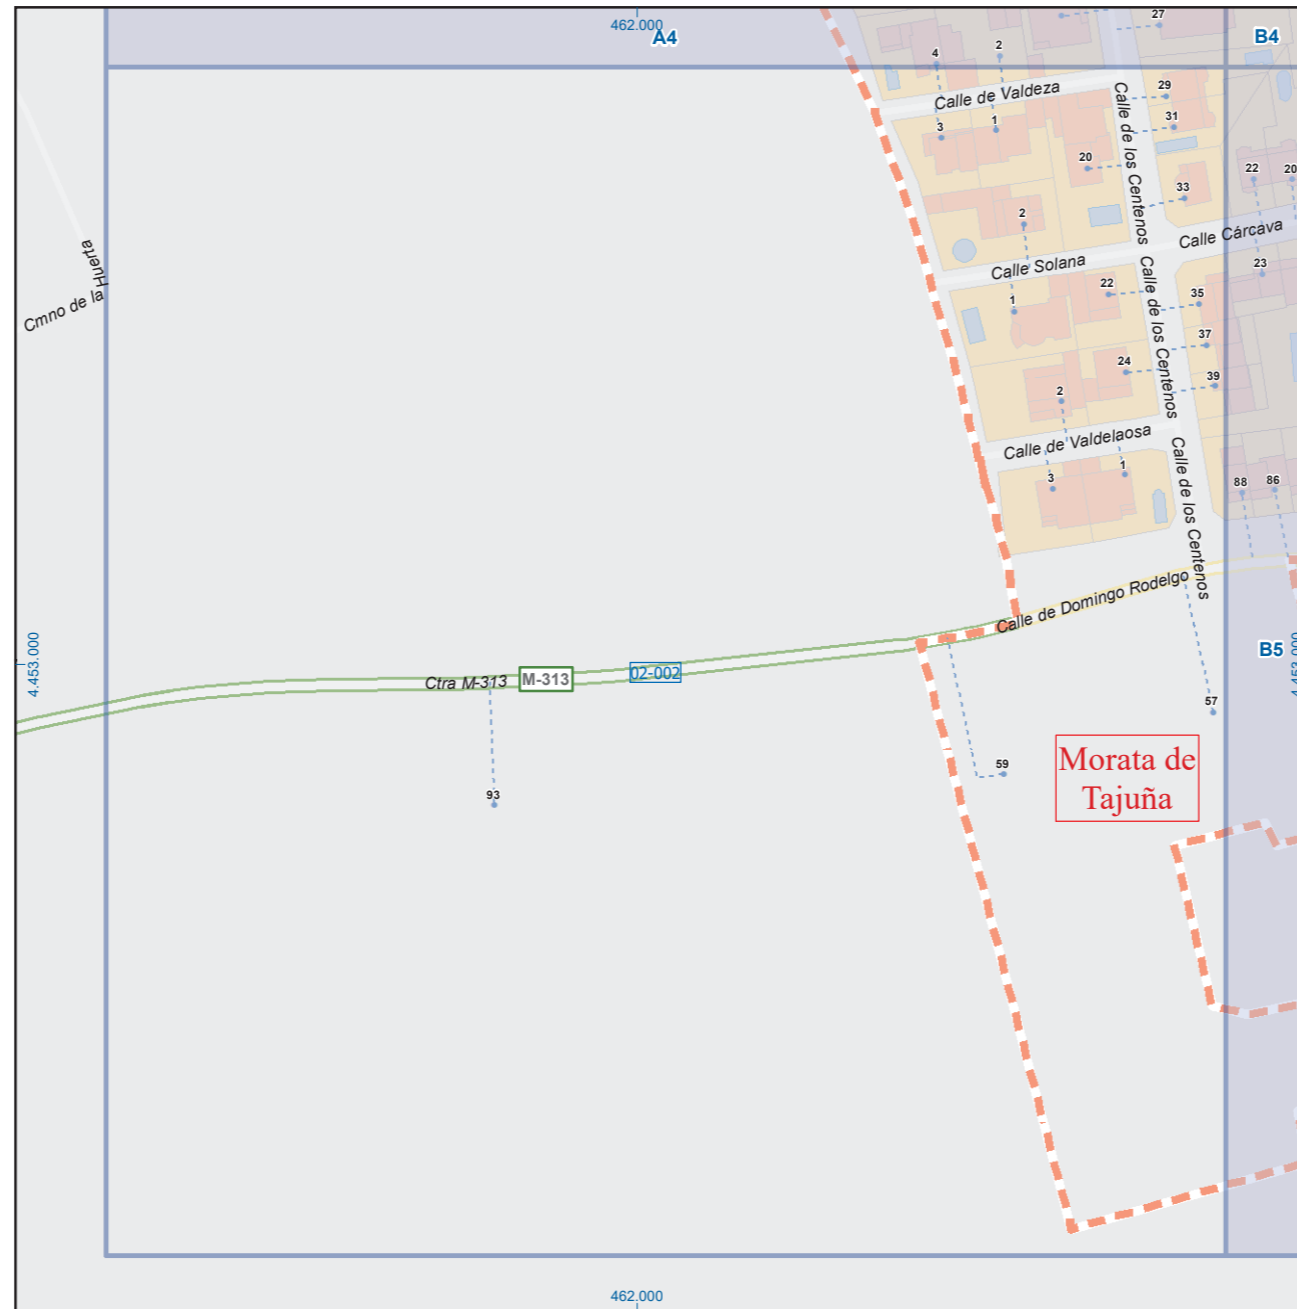 462.000
A4
27
B4
4
2
Calle de Valdeza
29
3
1
31
Calle de los Centenos
20
22
20
33
2
Calle Cárcava
Calle Solana
23
Cmno de la Huerta
22
35
1
Calle de los Centenos
37
24
39
2
Calle de Valdelaosa
3
1
88
86
Calle de los Centenos
Calle de Domingo Rodelgo
4.453.000
B5
4.453.000
02-002
Ctra M-313
M-313
57
59
93
Morata de
Tajuña
462.000